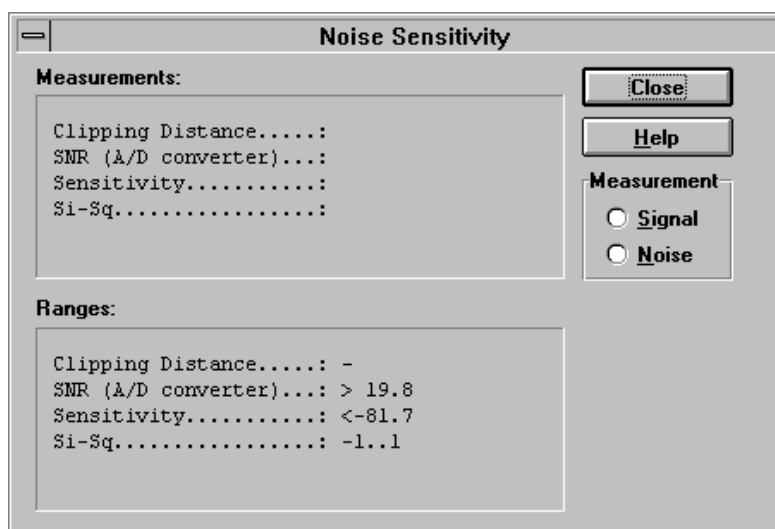 Noise Sensitivity
Measurements:
Clipping Distance.....:
SNR (A/D converter)...:
Sensitivity...........:
Si-Sq.................:
Close
Help
Measurement
Signal
Noise
Ranges:
Clipping Distance.....: -
SNR (A/D converter)...: > 19.8
Sensitivity...........: <-81.7
Si-Sq.................: -1..1